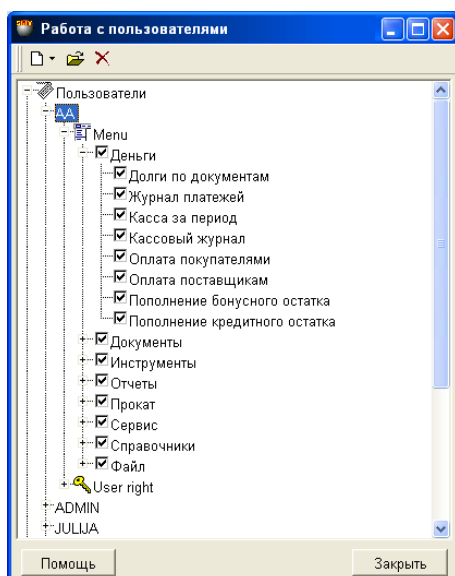 Работа с пользователями
Пользователи
AA
Menu
Деньги
Долги по документам
Журнал платежей
Касса за период
Кассовый журнал
Оплата покупателями
Оплата поставщикам
Пополнение бонусного остатка
Пополнение кредитного остатка
Документы
Инструменты
Отчеты
Прокат
Сервис
Справочники
Файл
User right
ADMIN
JULIJA
Помощь Закрыть